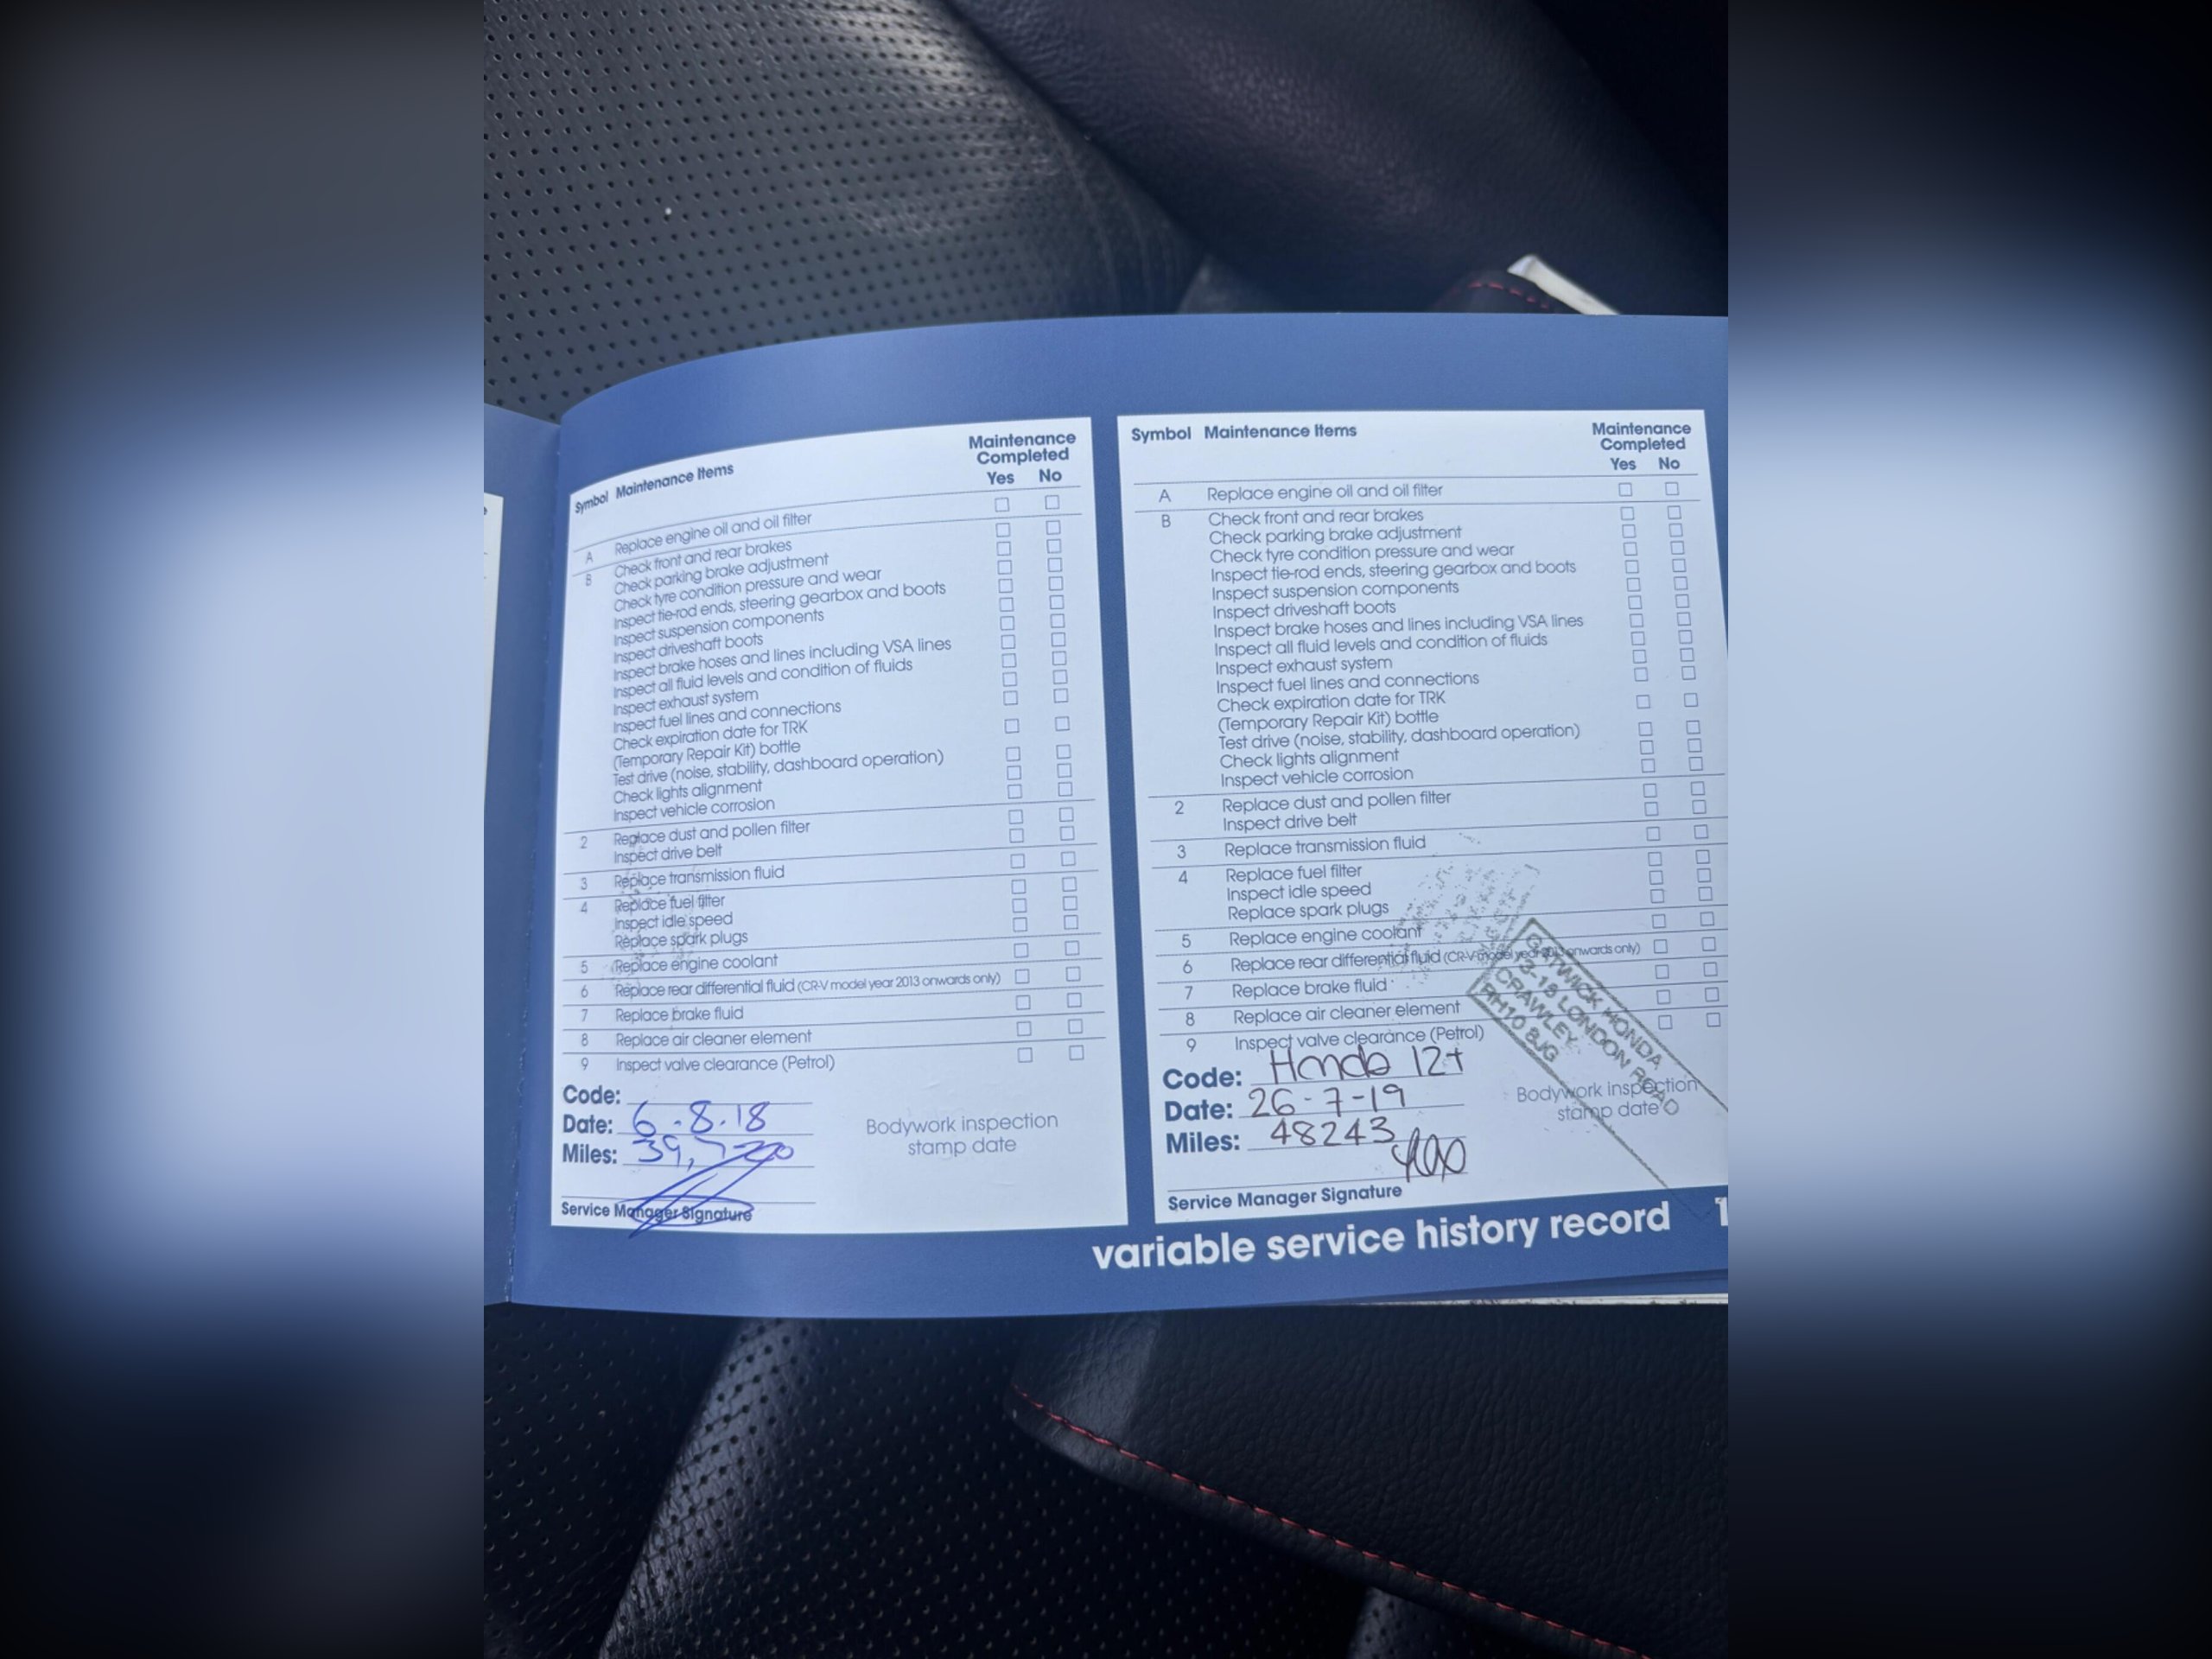 Symbol Maintenance Items
Maintenance
Completed
Yes No
A Replace engine oil and oil filter
B Check front and rear brakes
Check parking brake adjustment
Check tyre condition pressure and wear
Inspect tie-rod ends, steering gearbox and boots
Inspect suspension components
Inspect driveshaft boots
Inspect brake hoses and lines including VSA lines
Inspect all fluid levels and condition of fluids
Inspect exhaust system
Inspect fuel lines and connections
Check expiration date for TRK
(Temporary Repair Kit) bottle
Test drive (noise, stability, dashboard operation)
Check lights alignment
Inspect vehicle corrosion
2 Replace dust and pollen filter
Inspect drive belt
3 Replace transmission fluid
4 Replace fuel filter
Inspect idle speed
Replace spark plugs
5 Replace engine coolant
6 Replace rear differential fluid (CR-V model year 2013 onwards only)
7 Replace brake fluid
8 Replace air cleaner element
9 Inspect valve clearance (Petrol)
Code:
Date: 6.8.18
Miles:
Bodywork inspection
stamp date
Service Manager Signature
Symbol Maintenance Items
Maintenance
Completed
Yes No
A Replace engine oil and oil filter
B Check front and rear brakes
Check parking brake adjustment
Check tyre condition pressure and wear
Inspect tie-rod ends, steering gearbox and boots
Inspect suspension components
Inspect driveshaft boots
Inspect brake hoses and lines including VSA lines
Inspect all fluid levels and condition of fluids
Inspect exhaust system
Inspect fuel lines and connections
Check expiration date for TRK
(Temporary Repair Kit) bottle
Test drive (noise, stability, dashboard operation)
Check lights alignment
Inspect vehicle corrosion
2 Replace dust and pollen filter
Inspect drive belt
3 Replace transmission fluid
4 Replace fuel filter
Inspect idle speed
Replace spark plugs
5 Replace engine coolant
6 Replace rear differential fluid (CR-V model year 2013 onwards only)
7 Replace brake fluid
8 Replace air cleaner element
9 Inspect valve clearance (Petrol)
GATWICK HONDA
LONDON ROAD
CRAWLEY
RH10 8JG
Code: Honda 12+
Date: 26-7-19
Miles: 48243
Bodywork inspection
stamp date
Service Manager Signature
variable service history record 1